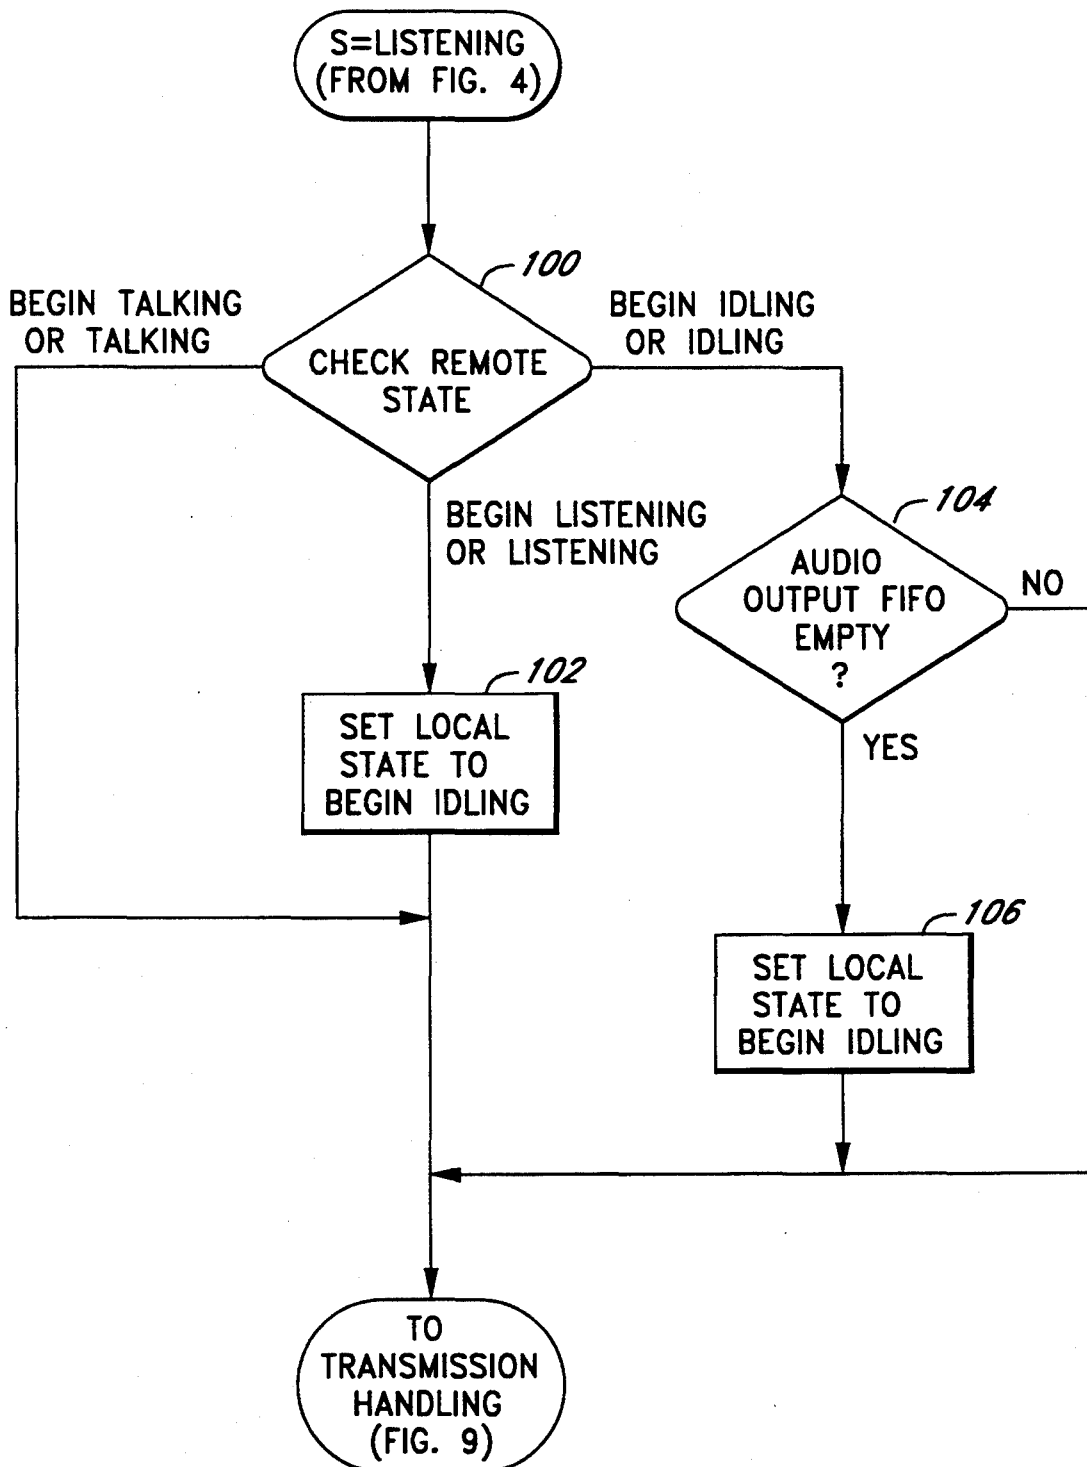 S=LISTENING
(FROM FIG. 4)
100
BEGIN TALKING
OR TALKING
BEGIN IDLING
OR IDLING
CHECK REMOTE
STATE
BEGIN LISTENING
OR LISTENING
104
AUDIO
OUTPUT FIFO
EMPTY
?
NO
YES
102
SET LOCAL
STATE TO
BEGIN IDLING
106
SET LOCAL
STATE TO
BEGIN IDLING
TO
TRANSMISSION
HANDLING
(FIG. 9)